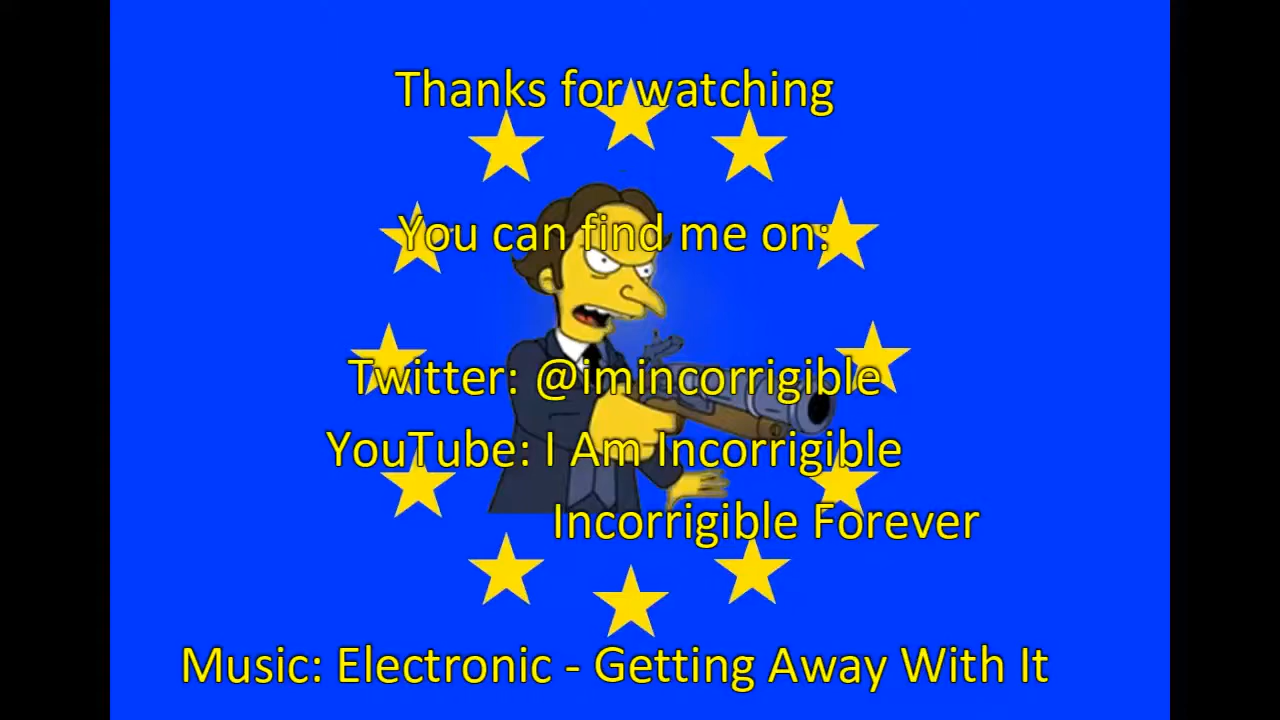 Thanks for watching
You can find me on:
Twitter: @imincorrigible
YouTube: I Am Incorrigible
Incorrigible Forever
Music: Electronic - Getting Away With It